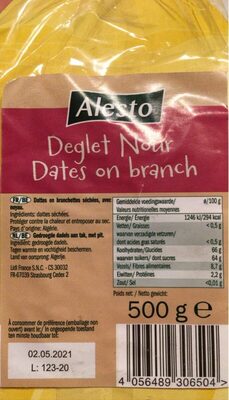 Alesto
Deglet Nour
Dates on branch
FR/BE Dattes en branchettes séchées, avec
noyau.
Ingrédients: dattes séchées.
Protéger contre la chaleur et entreposer au sec.
Pays d'origine: Algérie.
NL/BE Gedroogde dadels aan tak, met pit.
Ingrediënt: gedroogde dadels.
Tegen warmte en vochtigheid beschermen.
Land van oorsprong: Algerije.
Lidl France S.N.C. - CS 30032
FR-67039 Strasbourg Cedex 2
Gemiddelde voedingswaarde/ ø/100 g
Valeurs nutritionnelles moyennes
Energie/ Énergie 1246 kJ/294 kcal
Vetten/ Graisses < 0,5 g
waarvan verzadigde vetzuren/
dont acides gras saturés < 0,5 g
Koolhydraten/Glucides 66 g
waarvan suikers/ dont sucres 64 g
Vezels/ Fibres alimentaires 8,7 g
Eiwitten/ Protéines 2,2 g
Zout/ Sel <0,01 g
Poids net / Netto gewicht:
500 g e
À consommer de préférence (emballage non
ouvert) avant le/ In ongeopende toestand
ten minste houdbaar tot:
02.05.2021
L: 123-20
4 056489 306504 >